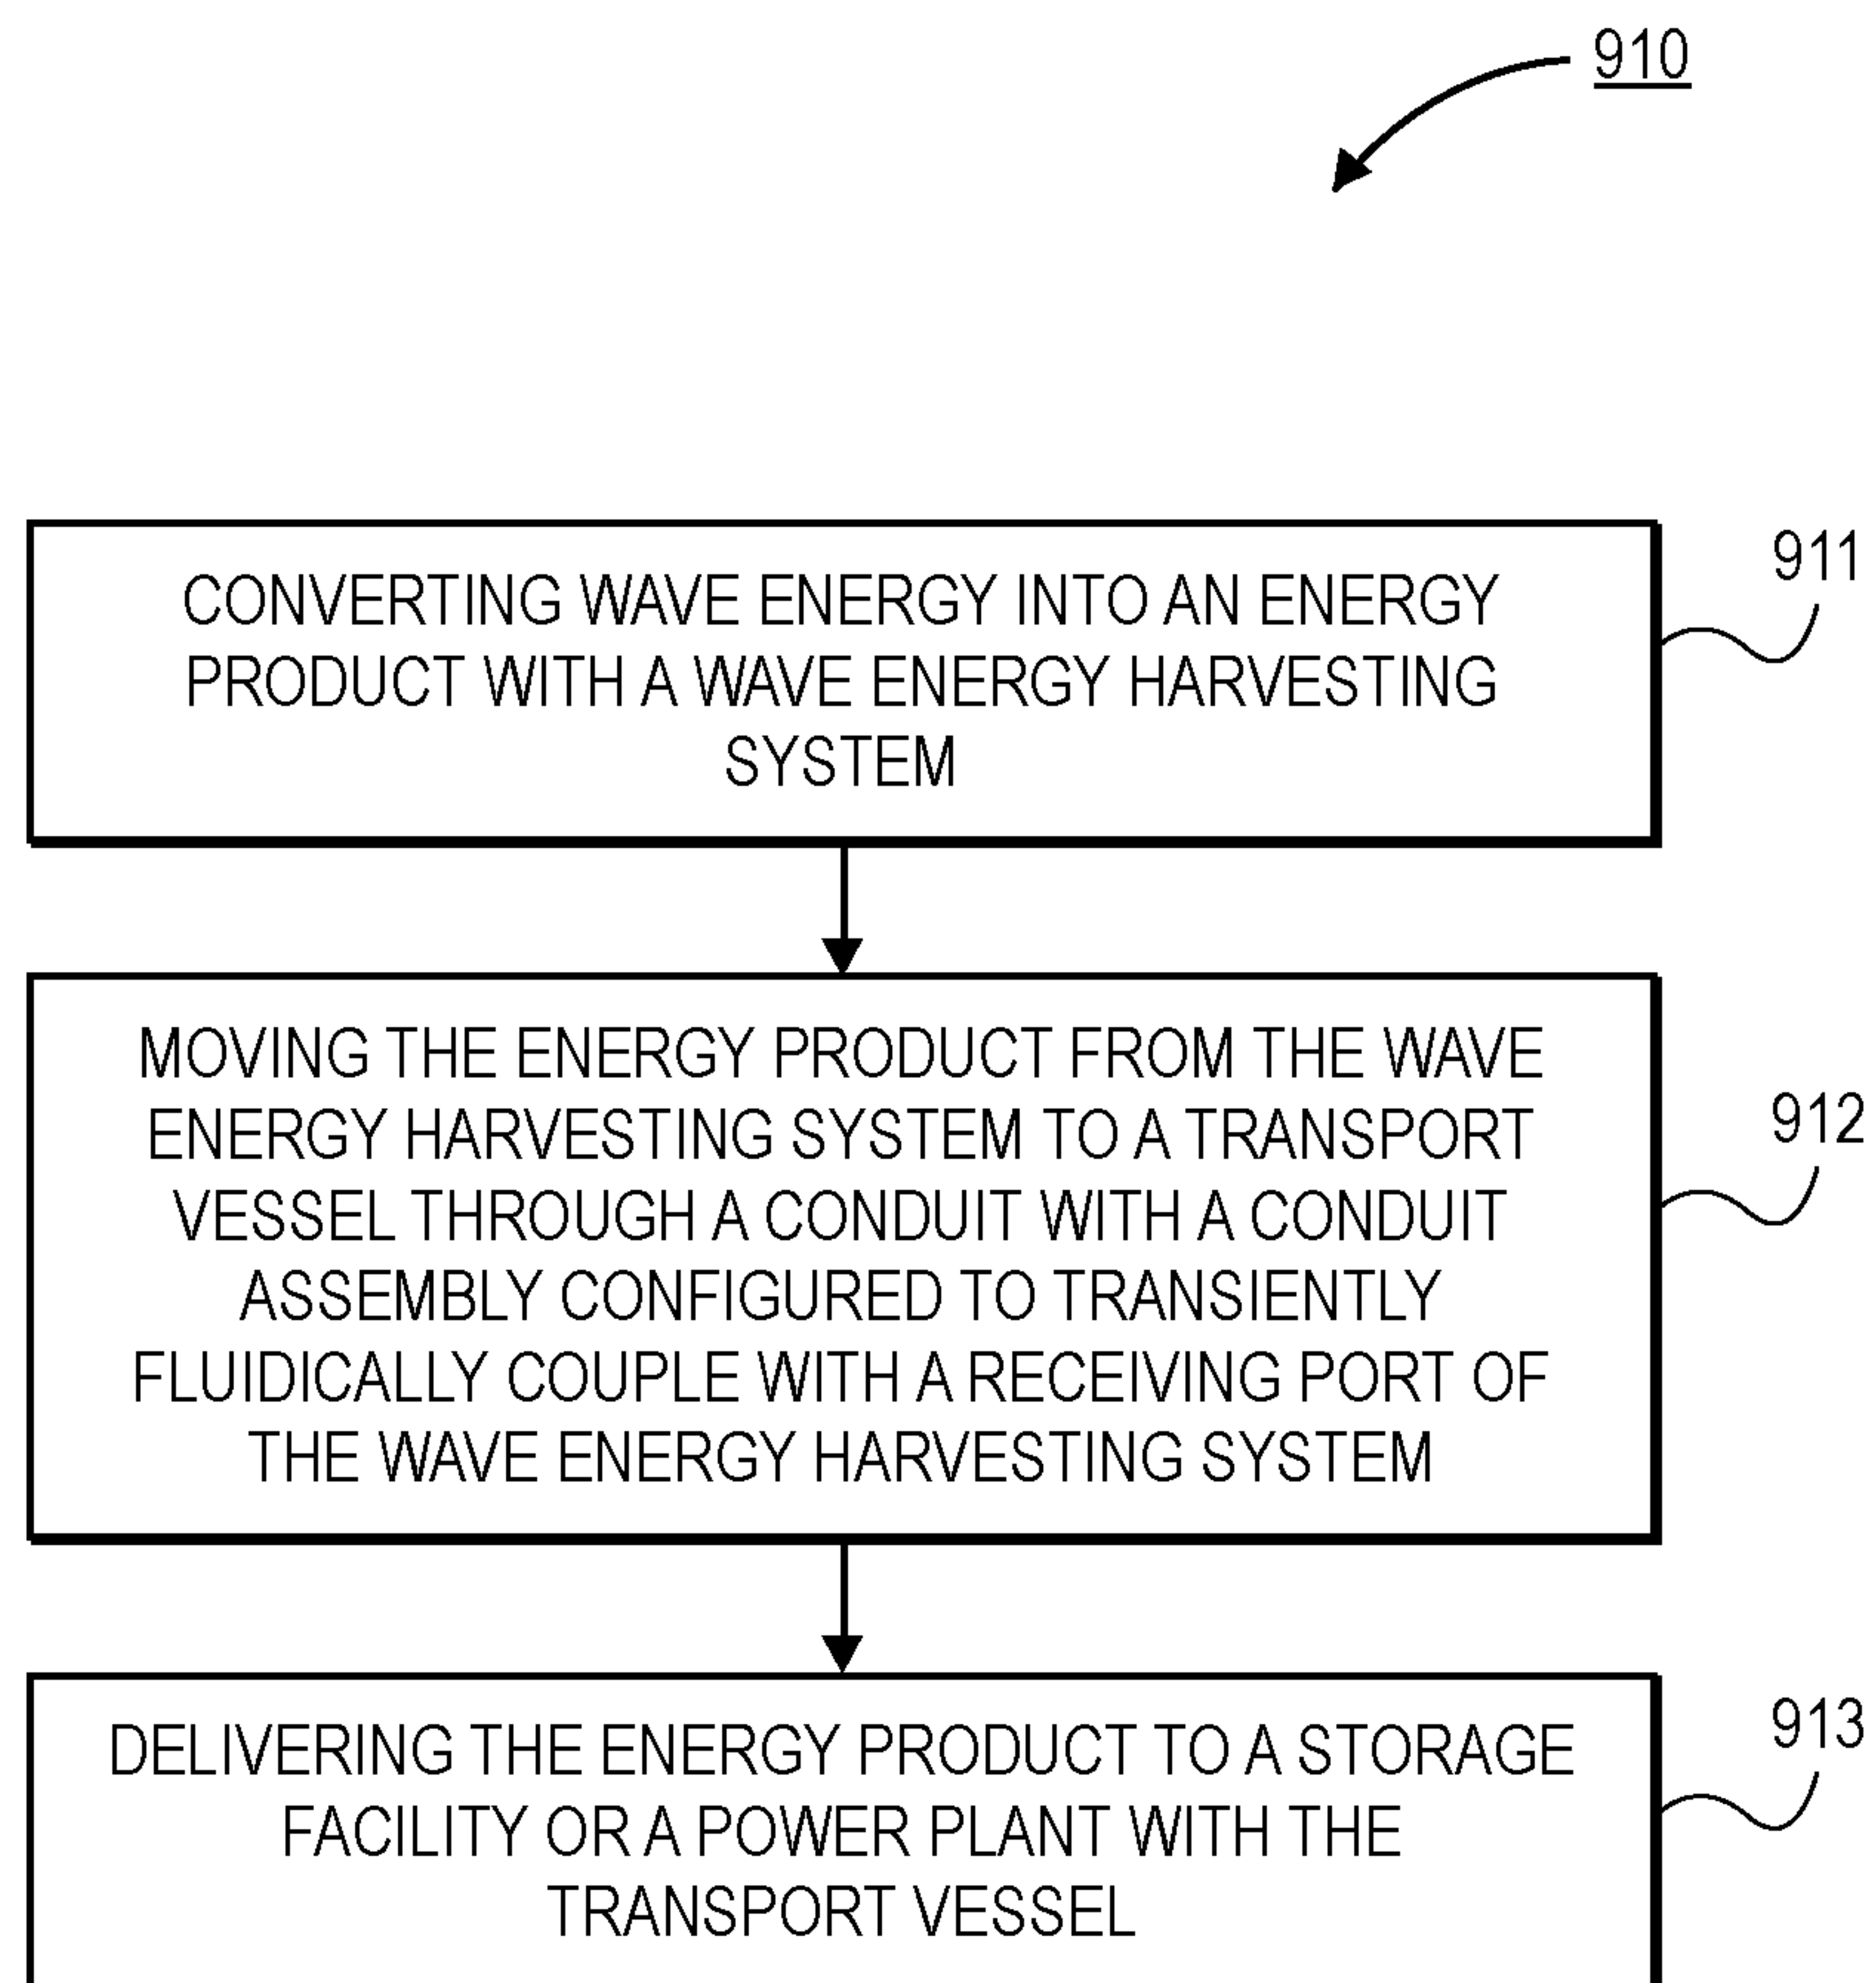 910
CONVERTING WAVE ENERGY INTO AN ENERGY
PRODUCT WITH A WAVE ENERGY HARVESTING
SYSTEM
911
MOVING THE ENERGY PRODUCT FROM THE WAVE
ENERGY HARVESTING SYSTEM TO A TRANSPORT
VESSEL THROUGH A CONDUIT WITH A CONDUIT
ASSEMBLY CONFIGURED TO TRANSIENTLY
FLUIDICALLY COUPLE WITH A RECEIVING PORT OF
THE WAVE ENERGY HARVESTING SYSTEM
912
DELIVERING THE ENERGY PRODUCT TO A STORAGE
FACILITY OR A POWER PLANT WITH THE
TRANSPORT VESSEL
913